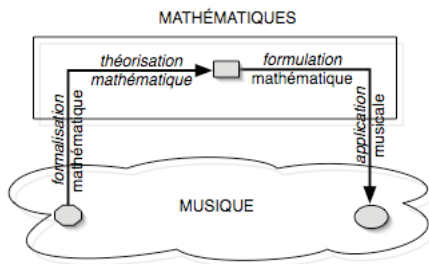 MATHÉMATIQUES
théorisation
mathématique
formulation
mathématique
formalisation
mathématique
application
musicale
MUSIQUE